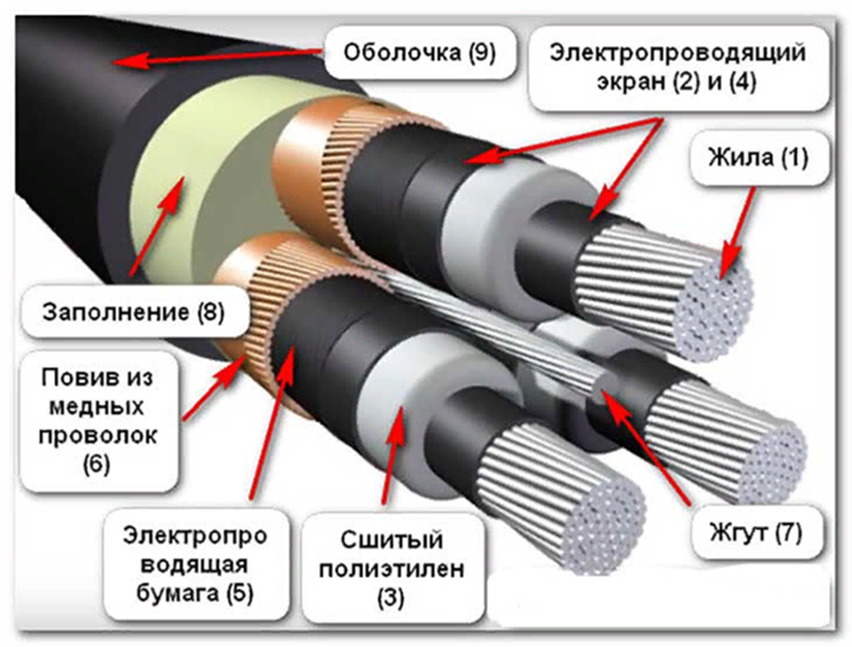 Оболочка (9)
Электропроводящий
экран (2) и (4)
Жила (1)
Заполнение (8)
Повив из
медных
проволок
(6)
Электропро
водящая
бумага (5)
Сшитый
полиэтилен
(3)
Жгут (7)